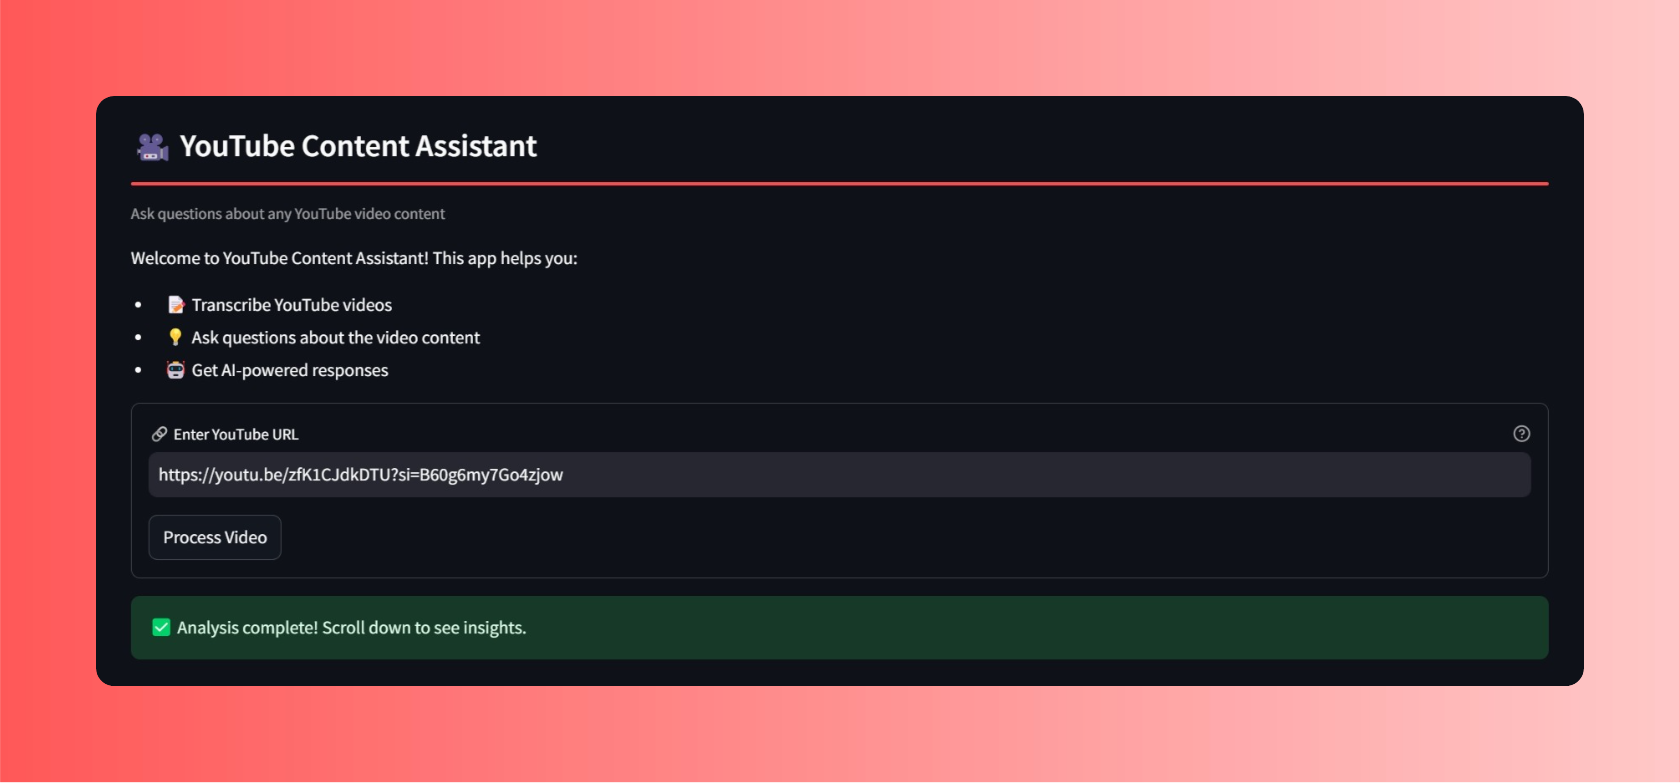 YouTube Content Assistant
Ask questions about any YouTube video content
Welcome to YouTube Content Assistant! This app helps you:
• Transcribe YouTube videos
• Ask questions about the video content
• Get AI-powered responses
Enter YouTube URL
https://youtu.be/zfK1CJdkDTU?si=B60g6my7Go4zjow
Process Video
Analysis complete! Scroll down to see insights.